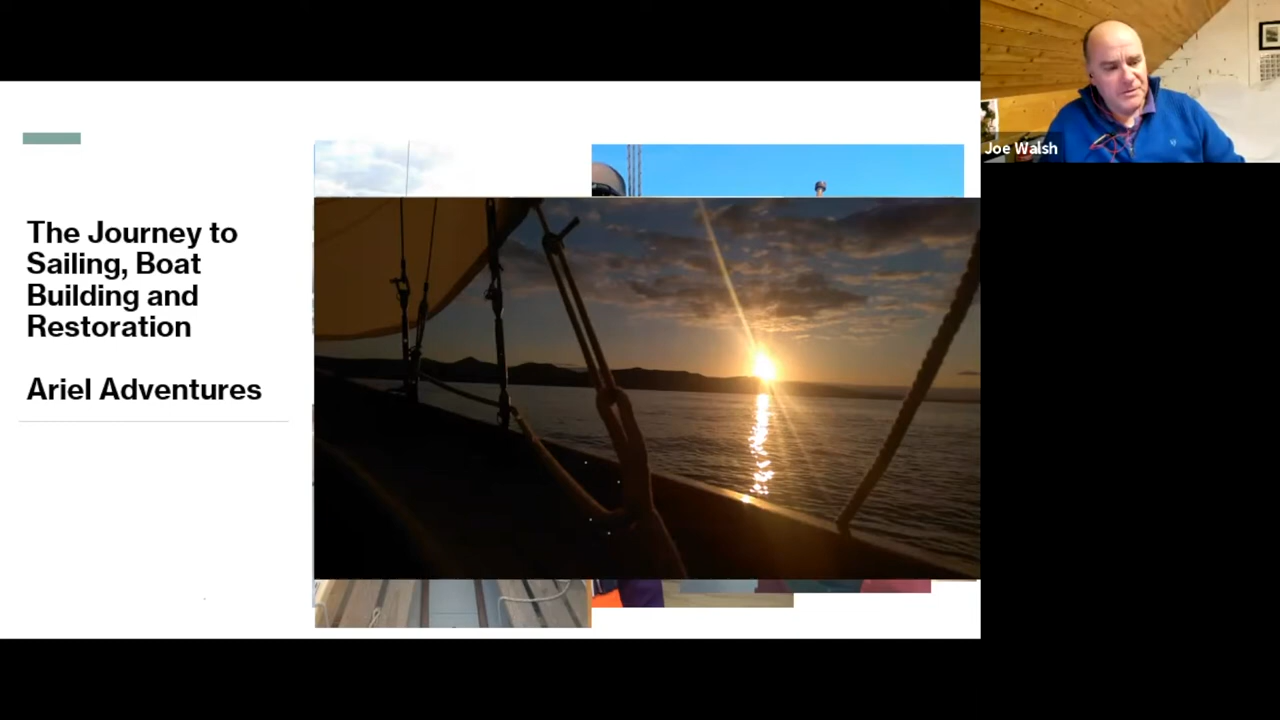 The Journey to
Sailing, Boat
Building and
Restoration
Ariel Adventures
Joe Walsh